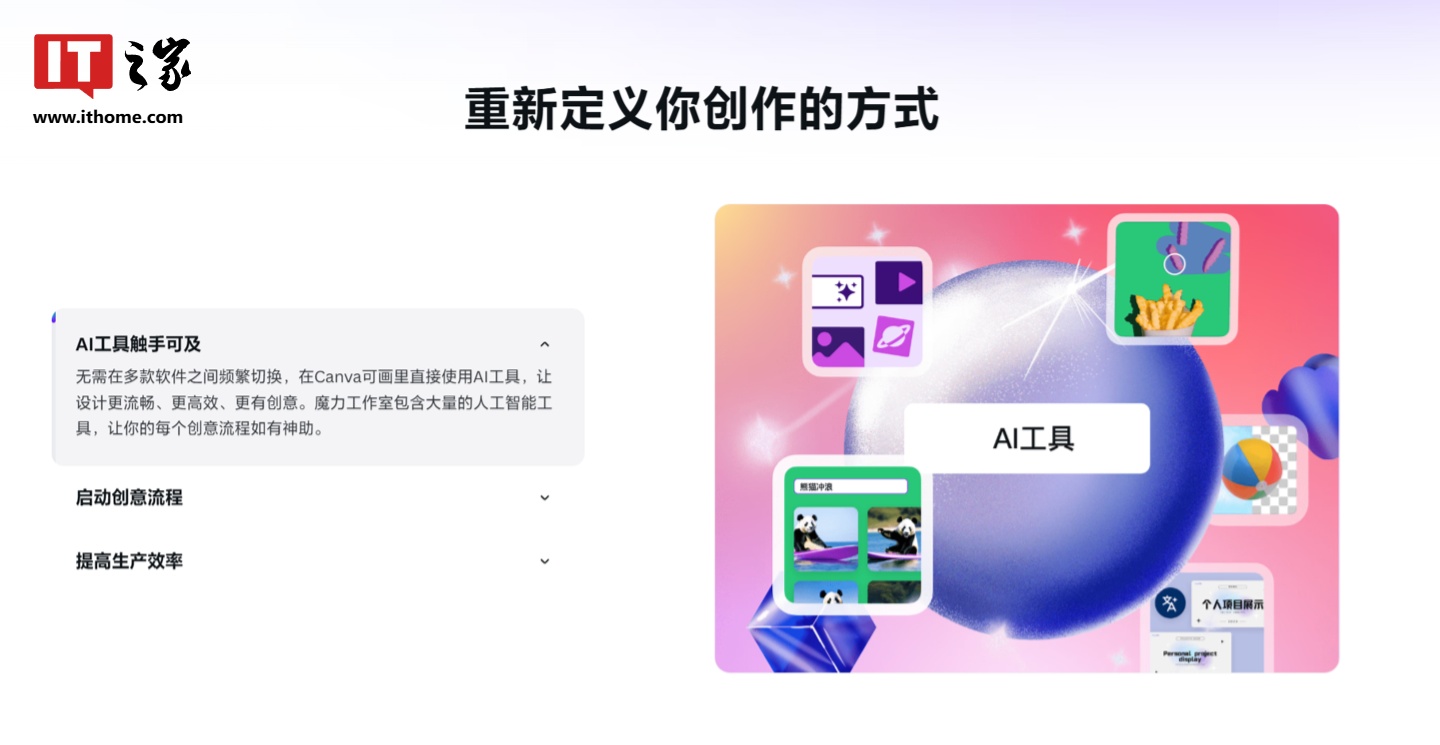 IT之家
www.ithome.com
重新定义你创作的方式
AI工具触手可及
无需在多款软件之间频繁切换，在Canva可画里直接使用AI工具，让
设计更流畅、更高效、更有创意。魔力工作室包含大量的人工智能工
具，让你的每个创意流程如有神助。
启动创意流程
提高生产效率
AI工具
熊猫冲浪
个人项目展示
Personal project
display